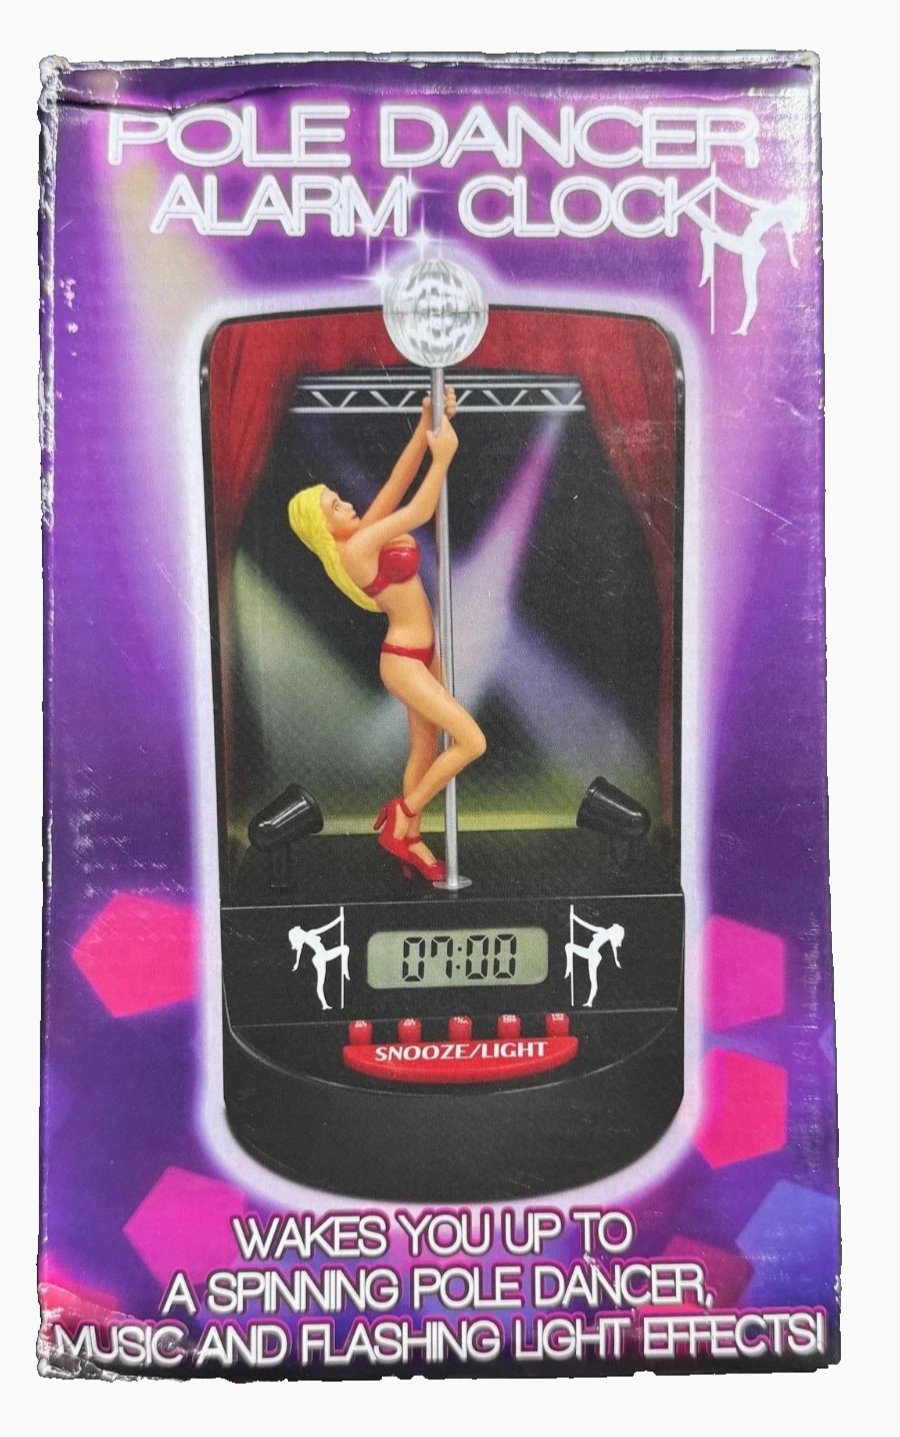 POLE DANCER
ALARM CLOCK
07:00
SNOOZE/LIGHT
WAKES YOU UP TO
A SPINNING POLE DANCER,
MUSIC AND FLASHING LIGHT EFFECTS!